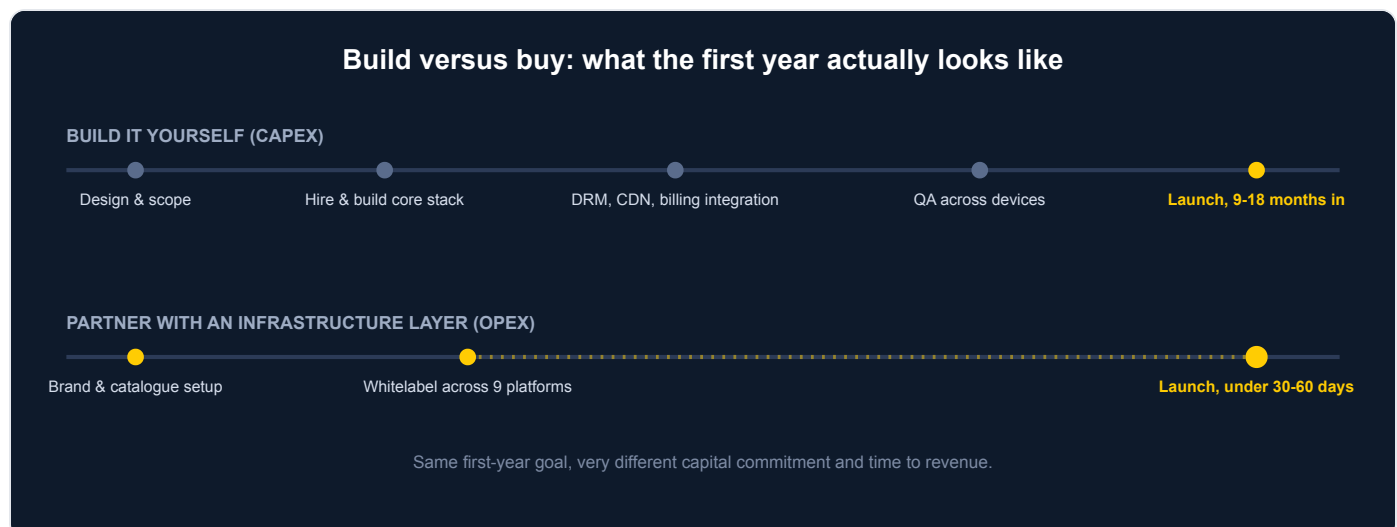 Build versus buy: what the first year actually looks like
BUILD IT YOURSELF (CAPEX)
Design & scope
Hire & build core stack
DRM, CDN, billing integration
QA across devices
Launch, 9-18 months in
PARTNER WITH AN INFRASTRUCTURE LAYER (OPEX)
Brand & catalogue setup
Whitelabel across 9 platforms
Launch, under 30-60 days
Same first-year goal, very different capital commitment and time to revenue.